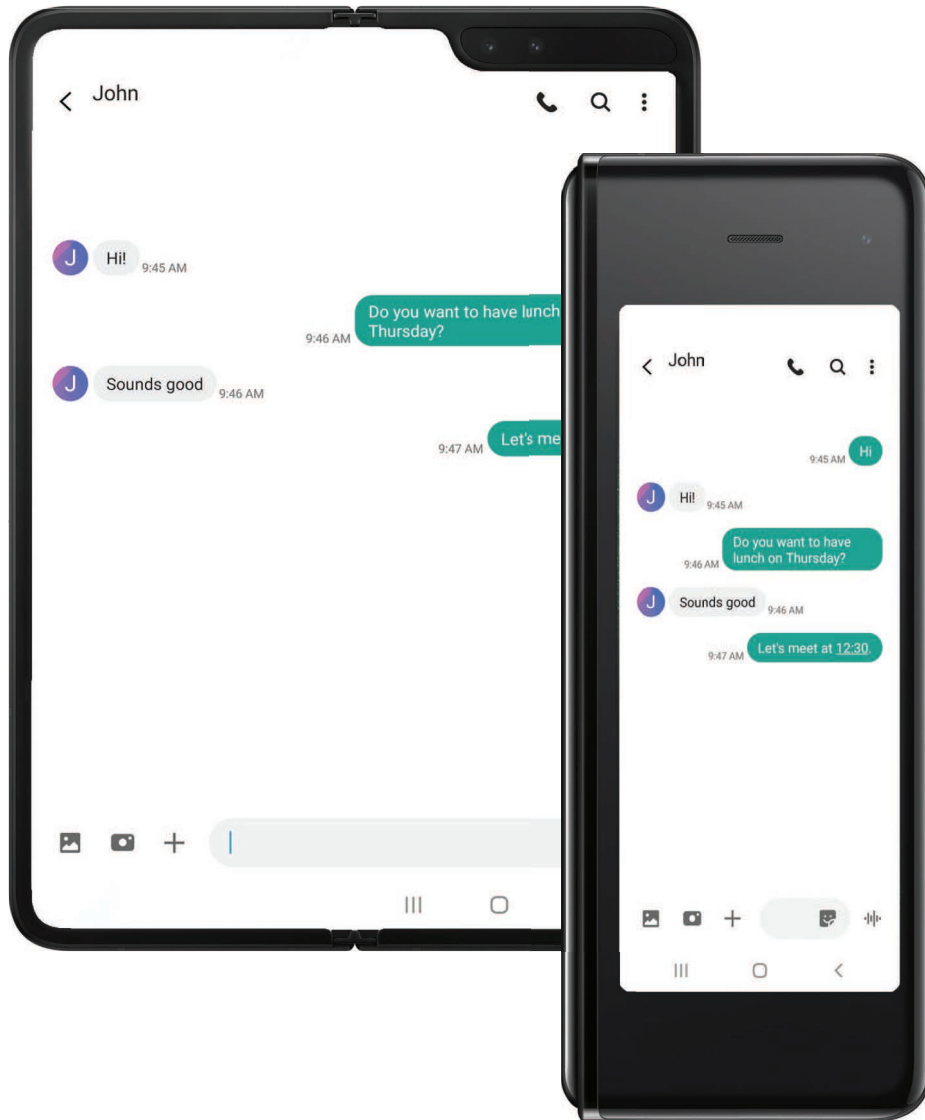 John
Hi!
9:45 AM
Do you want to have lunch
Thursday?
9:46 AM
J
J
Sounds good
9:46 AM
9:47 AM
Let's me
John
9:45 AM
Hi
J
Hi!
9:45 AM
Do you want to have
lunch on Thursday?
9:46 AM
J
Sounds good
9:46 AM
9:47 AM
Let's meet at 12:30.